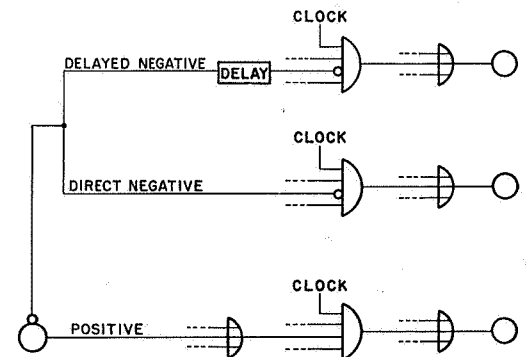 CLOCK
DELAYED NEGATIVE
DELAY
CLOCK
DIRECT NEGATIVE
CLOCK
POSITIVE